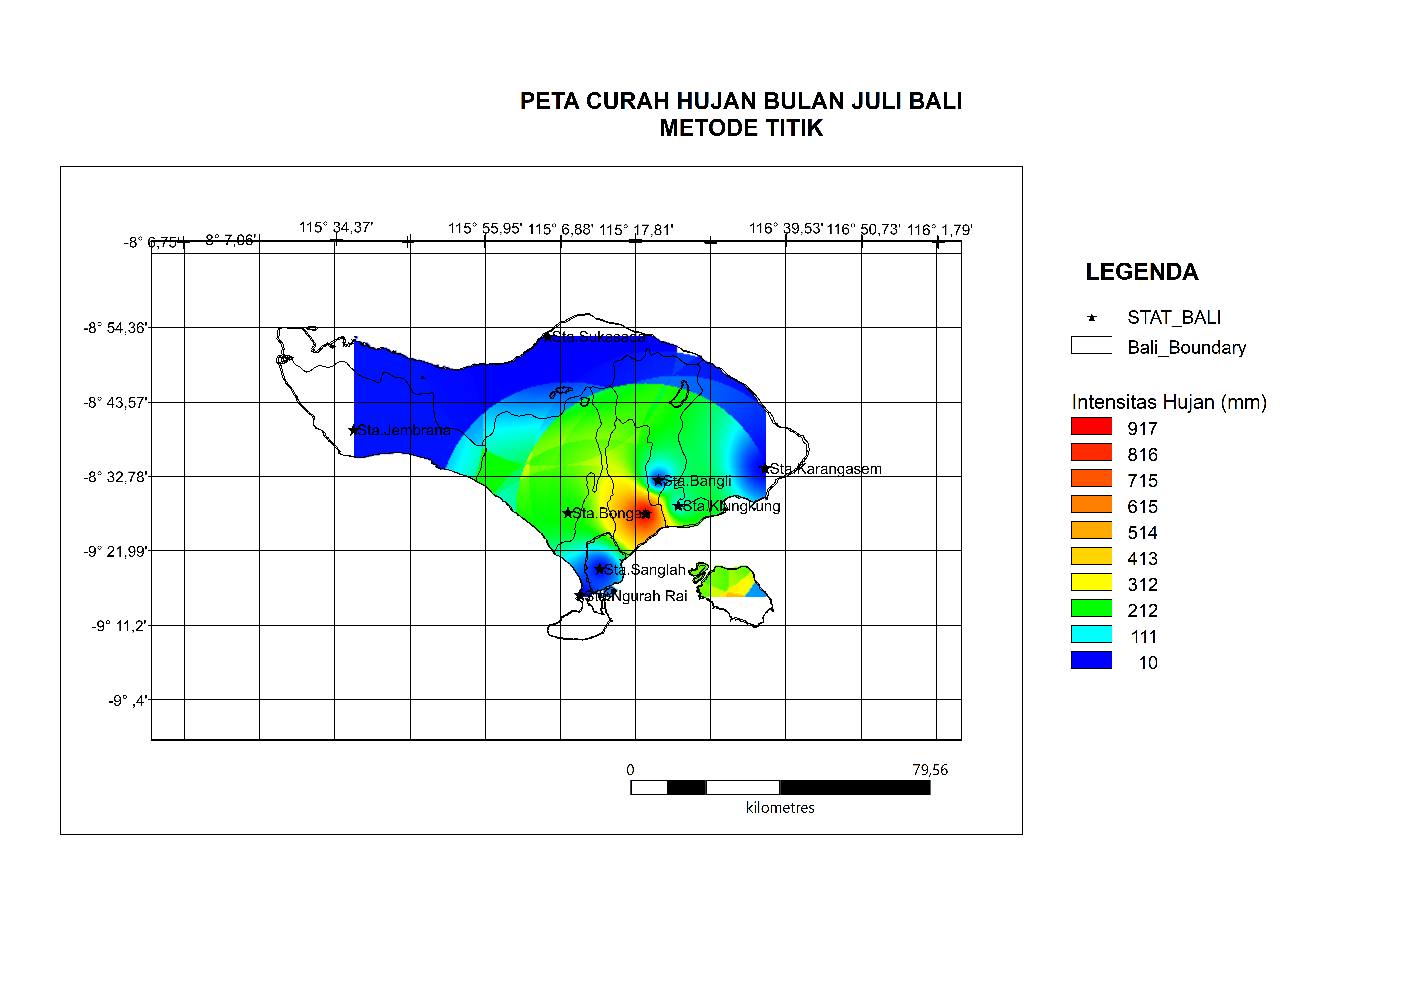 PETA CURAH HUJAN BULAN JULI BALI
METODE TITIK
115° 34,37' 115° 55,95' 115° 6,88' 115° 17,81' 116° 39,53' 116° 50,73' 116° 1,79'
-8° 6,75' 8° 7,06'
-8° 54,36'
-8° 43,57'
-8° 32,78'
-9° 21,99'
-9° 11,2'
-9° ,4'
Sta.Sukasada
Sta.Jembrana
Sta.Karangasem
Sta.Bangli
Sta.Klungkung
Sta.Bonga
Sta.Sanglah
Sta.Ngurah Rai
0 79,56
kilometres
LEGENDA
STAT_BALI
Bali_Boundary
Intensitas Hujan (mm)
917
816
715
615
514
413
312
212
111
10